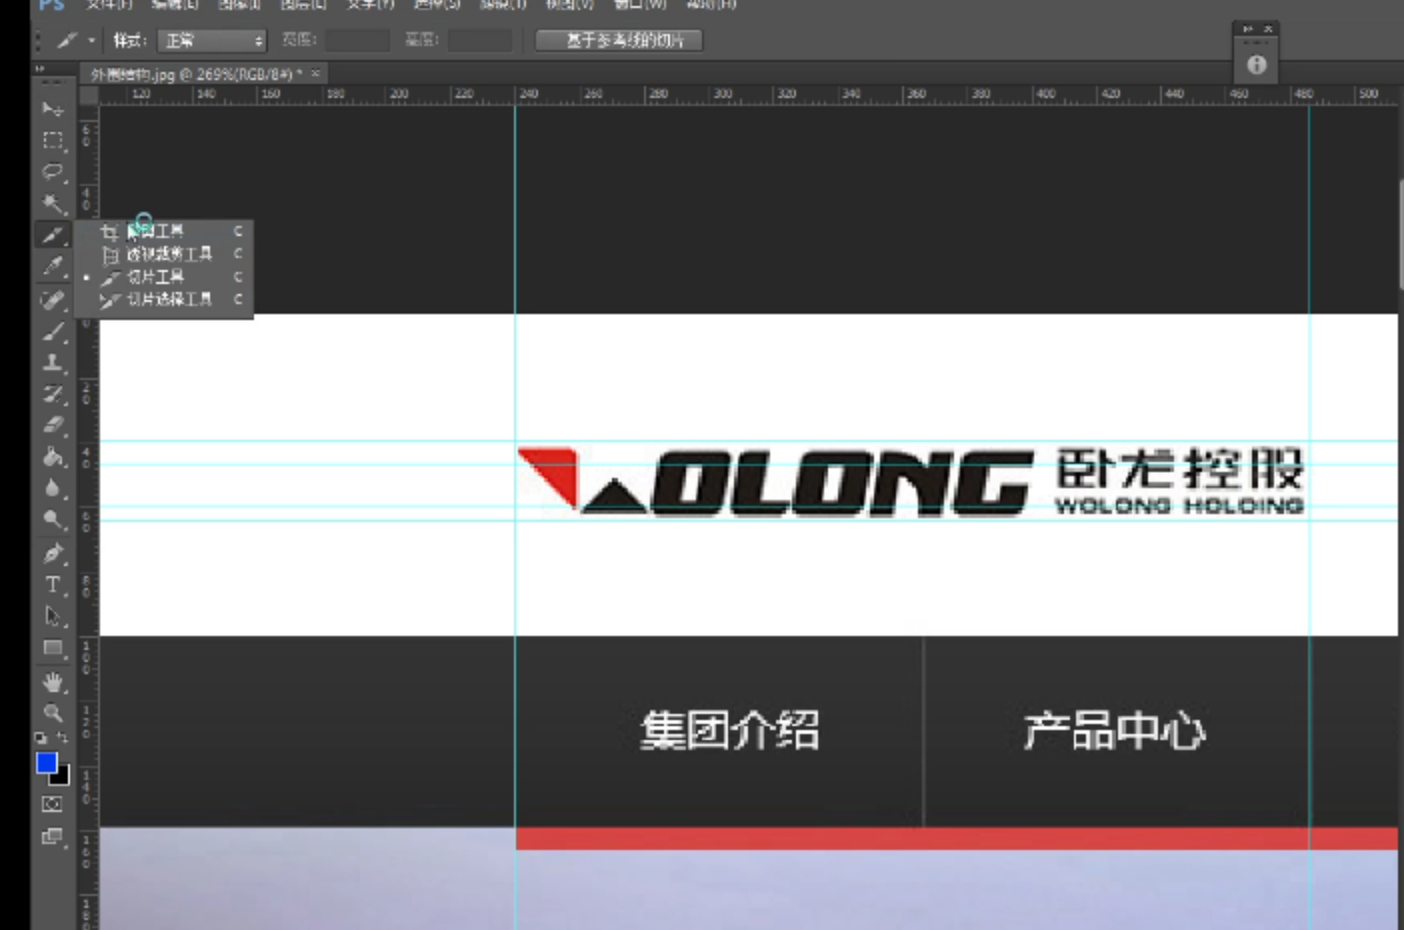 PS 文件(F) 编辑(E) 图像(I) 图层(L) 文字(Y) 选择(S) 视图(V) 窗口(W) 帮助(H)
样式: 正常 宽度: 高度: 基于参考线的切片
外圈结构.jpg @ 269%(RGB/8#) * ×
120 140 160 180 200 220 240 260 280 300 320 340 360 380 400 420 440 460 480 500
工具 C
透视裁剪工具 C
切片工具 C
切片选择工具 C
OLONG 卧龙控股
WOLONG HOLDING
集团介绍 产品中心